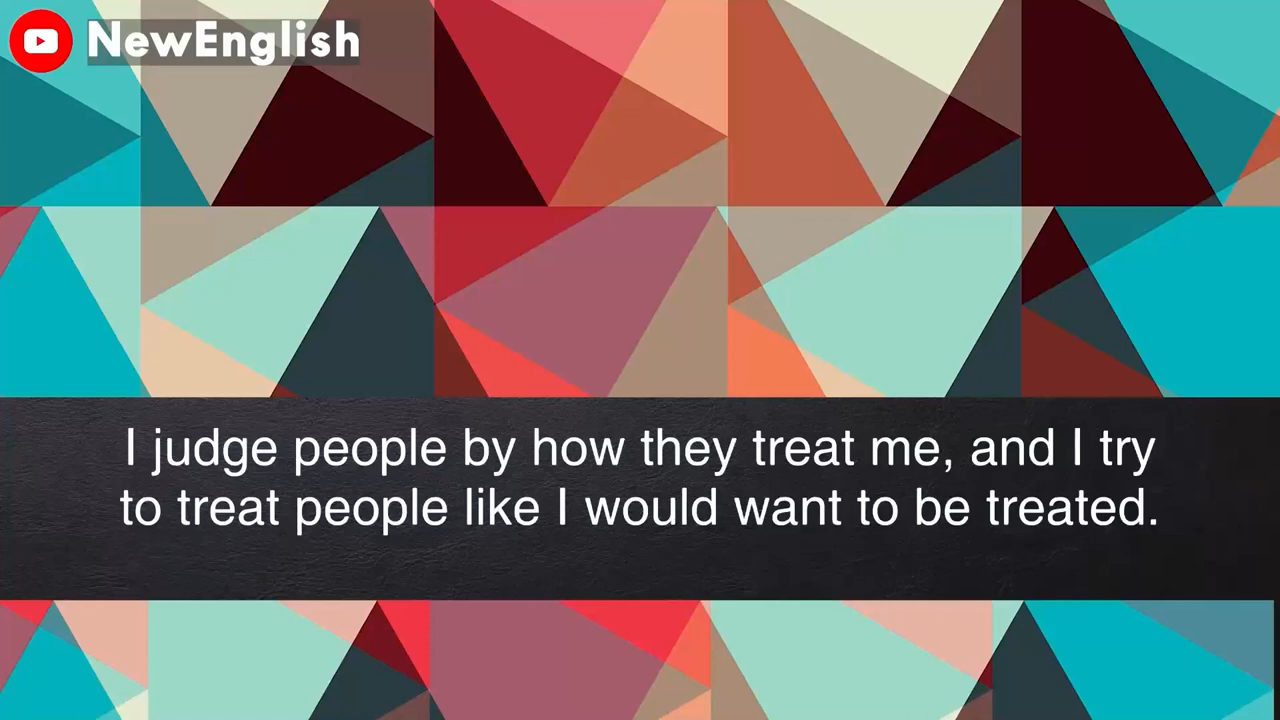 NewEnglish
I judge people by how they treat me, and I try
to treat people like I would want to be treated.